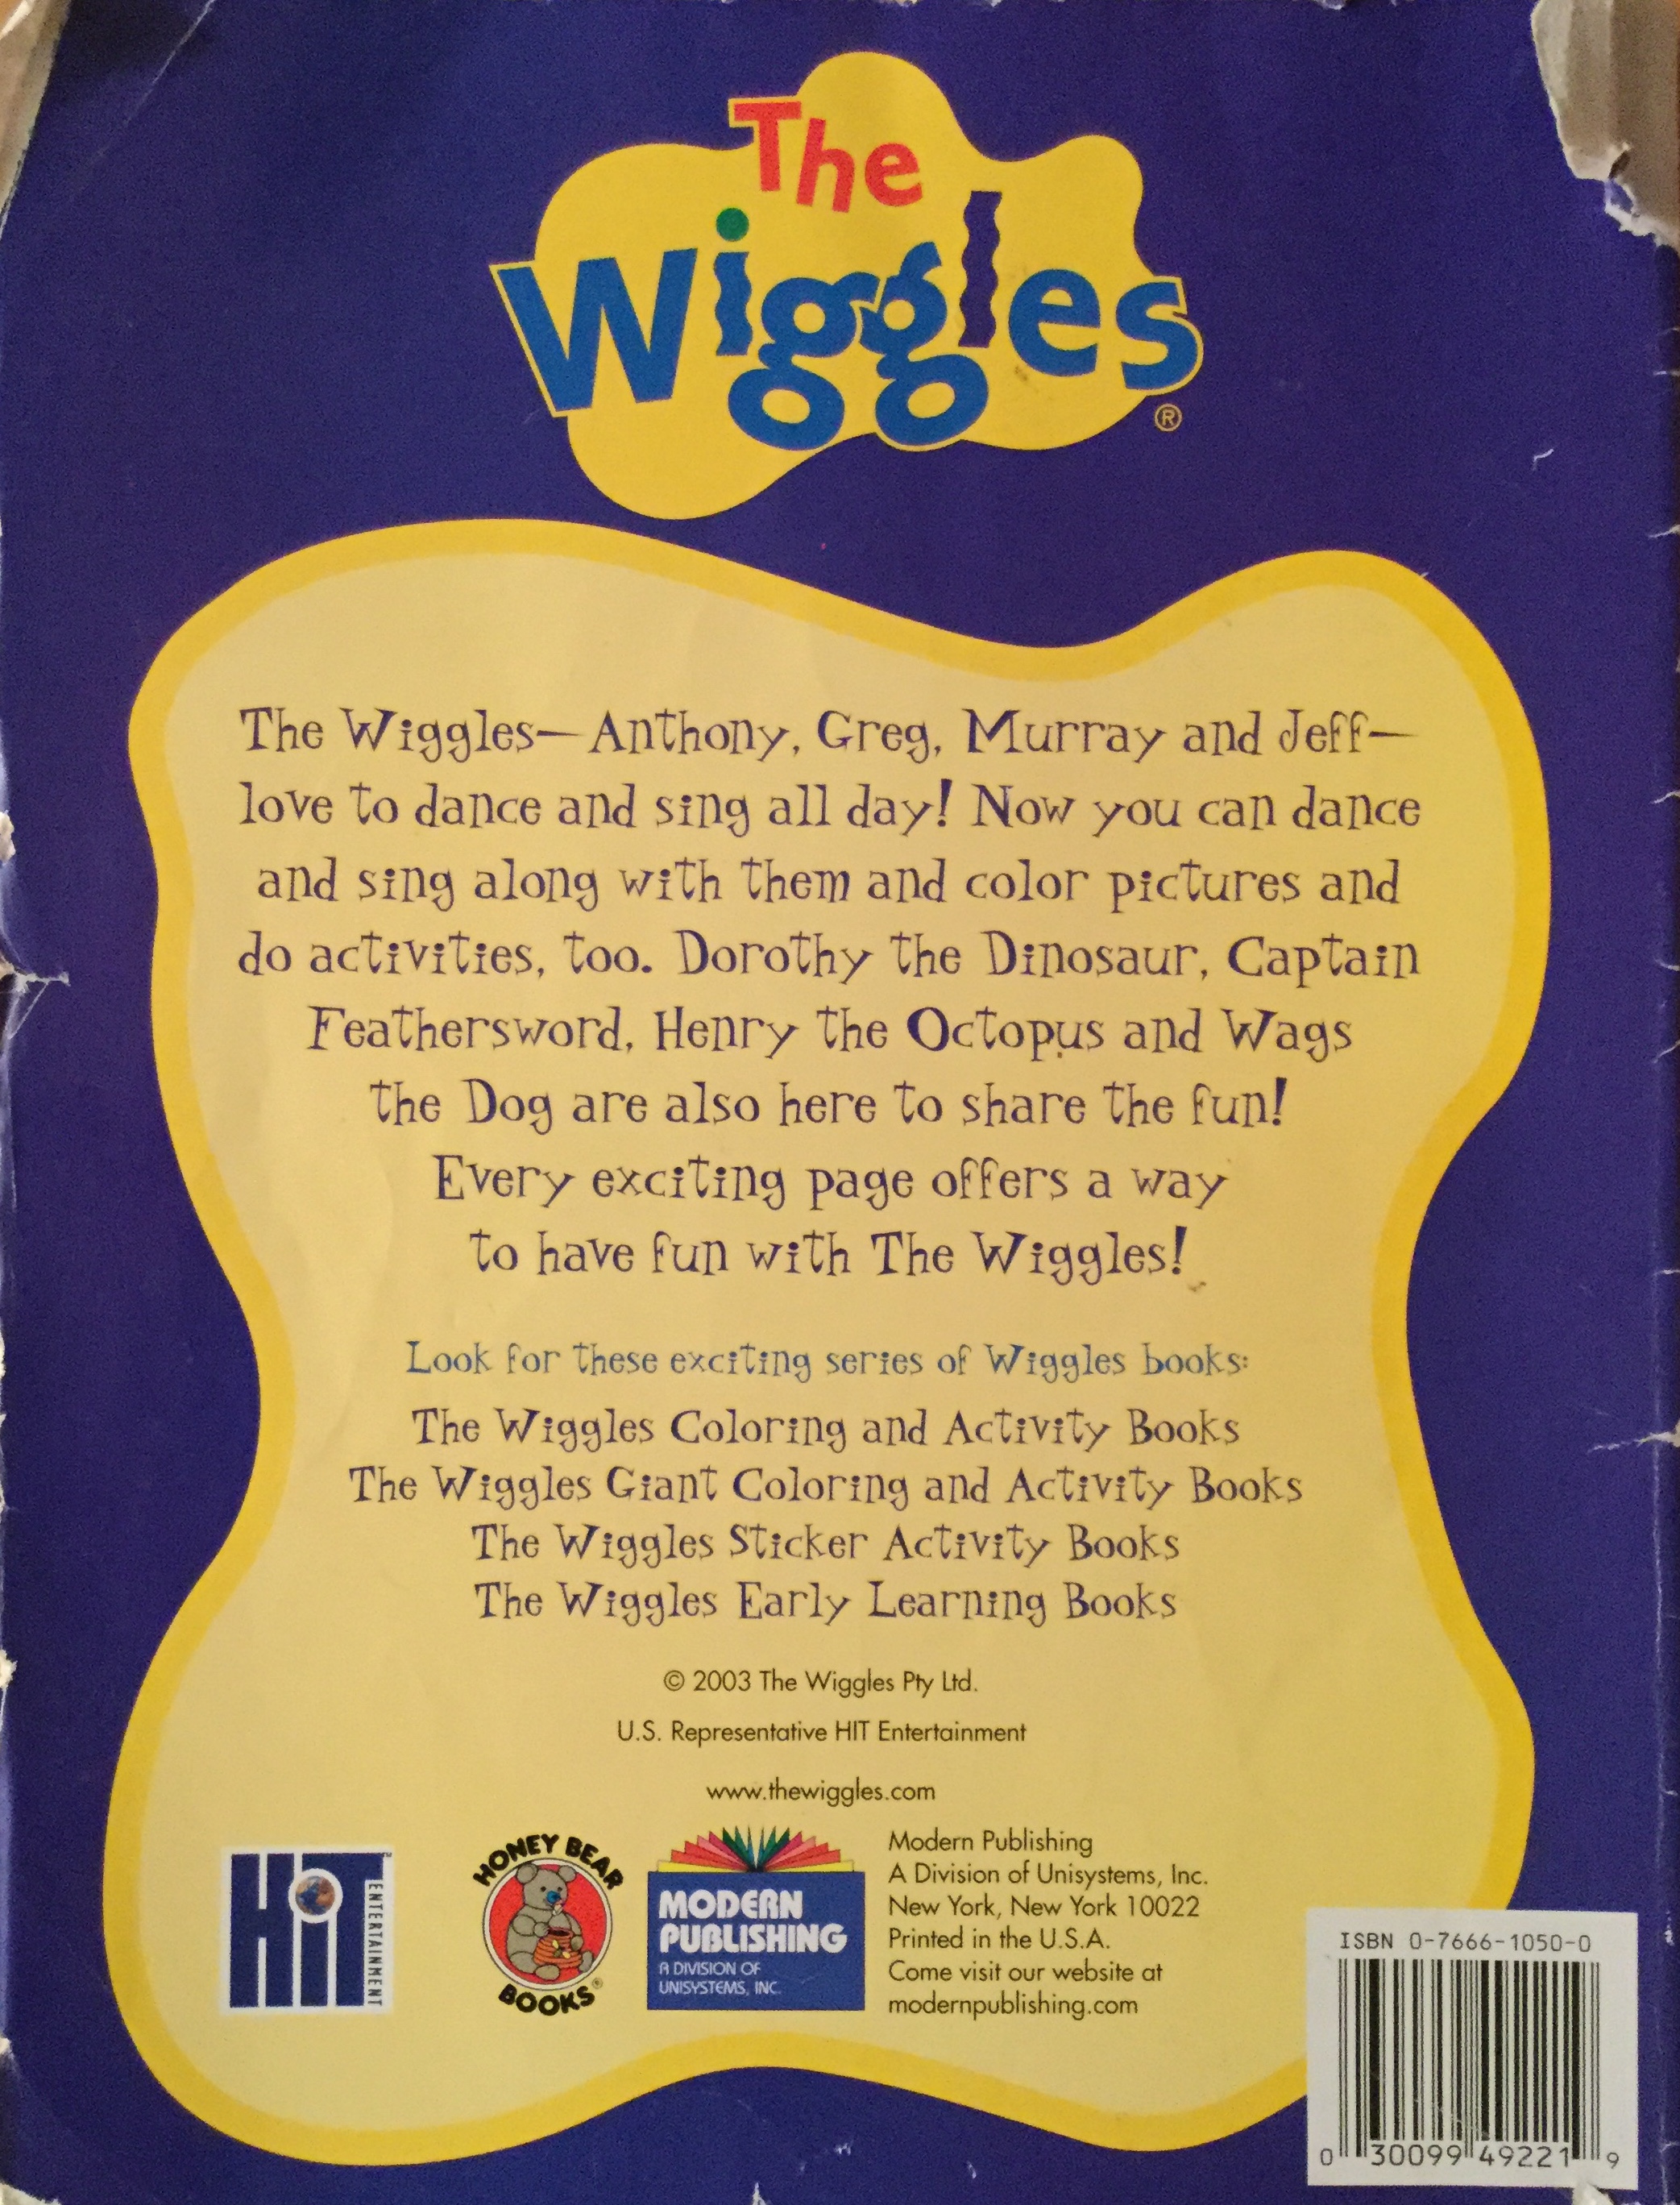 The
Wiggles®
The Wiggles—Anthony, Greg, Murray and Jeff—
love to dance and sing all day! Now you can dance
and sing along with them and color pictures and
do activities, too. Dorothy the Dinosaur, Captain
Feathersword, Henry the Octopus and Wags
the Dog are also here to share the fun!
Every exciting page offers a way
to have fun with The Wiggles!
Look for these exciting series of Wiggles books:
The Wiggles Coloring and Activity Books
The Wiggles Giant Coloring and Activity Books
The Wiggles Sticker Activity Books
The Wiggles Early Learning Books
© 2003 The Wiggles Pty Ltd.
U.S. Representative HIT Entertainment
www.thewiggles.com
HiT
ENTERTAINMENT™
HONEY BEAR
BOOKS®
MODERN
PUBLISHING
A DIVISION OF
UNISYSTEMS, INC.
Modern Publishing
A Division of Unisystems, Inc.
New York, New York 10022
Printed in the U.S.A.
Come visit our website at
modernpublishing.com
ISBN 0-7666-1050-0
0 30099 49221 9